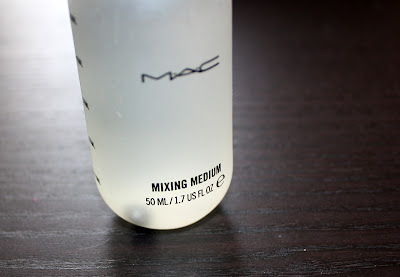 MAC
MIXING MEDIUM
50 ML / 1.7 US FL OZ ℮